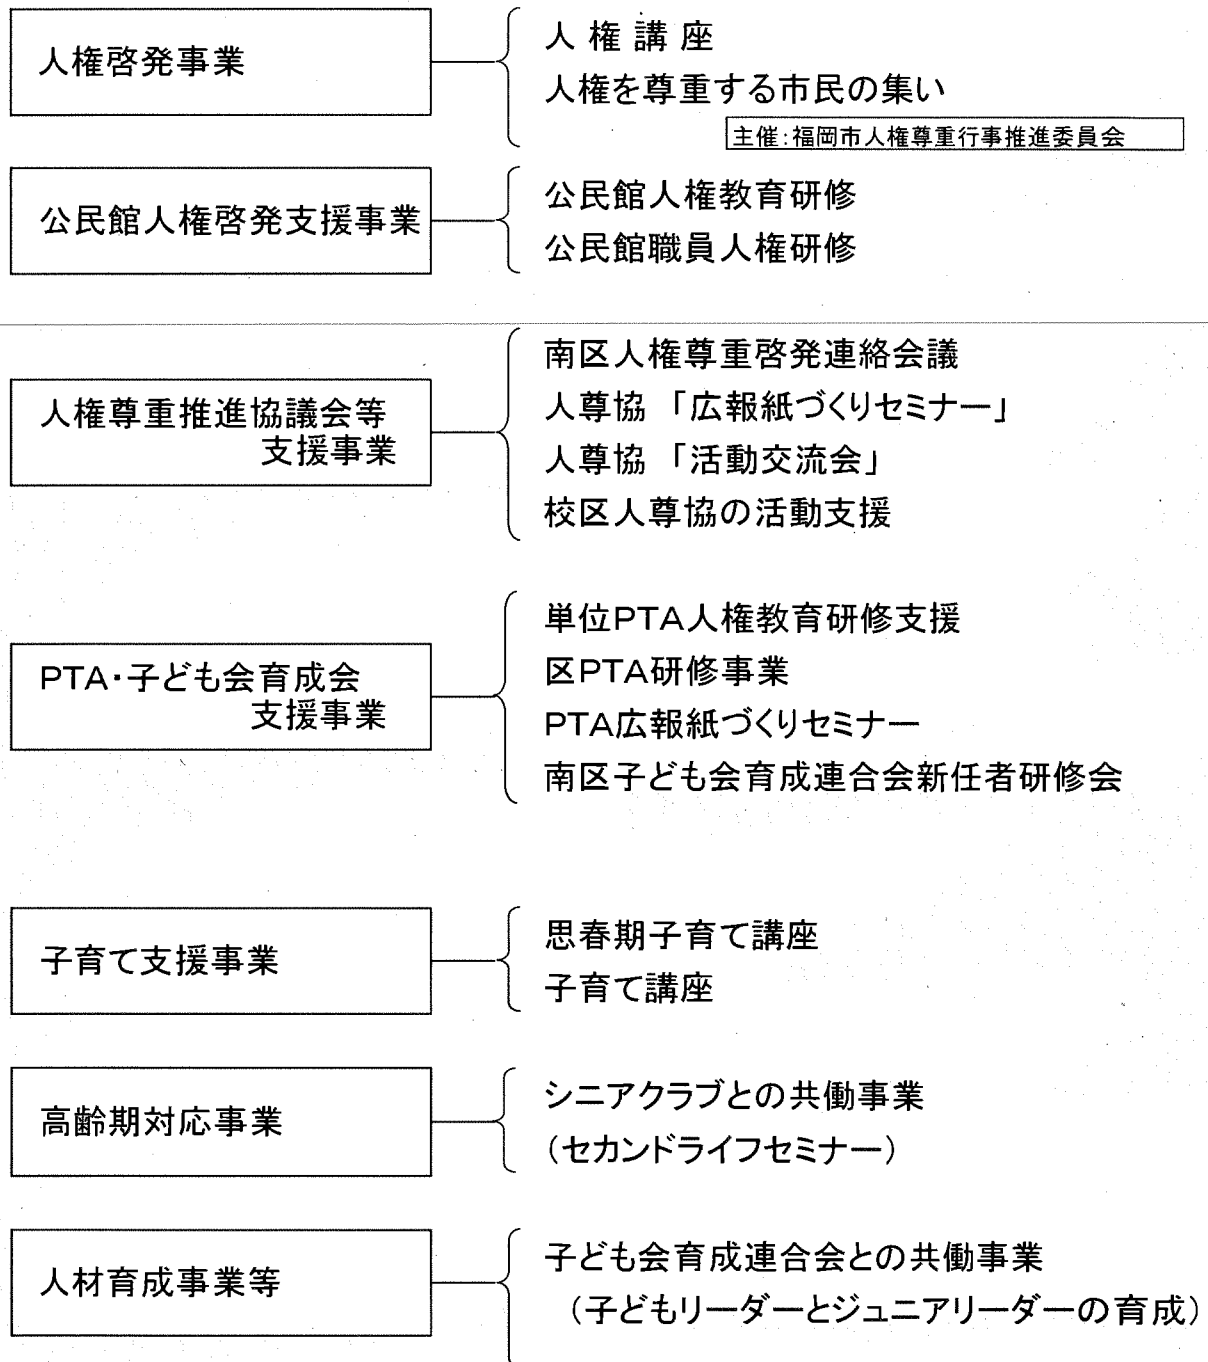 人権啓発事業
人 権 講 座
人権を尊重する市民の集い
主催:福岡市人権尊重行事推進委員会
公民館人権啓発支援事業
公民館人権教育研修
公民館職員人権研修
人権尊重推進協議会等
支援事業
南区人権尊重啓発連絡会議
人尊協 「広報紙づくりセミナー」
人尊協 「活動交流会」
校区人尊協の活動支援
PTA・子ども会育成会
支援事業
単位PTA人権教育研修支援
区PTA研修事業
PTA広報紙づくりセミナー
南区子ども会育成連合会新任者研修会
子育て支援事業
思春期子育て講座
子育て講座
高齢期対応事業
シニアクラブとの共働事業
(セカンドライフセミナー)
人材育成事業等
子ども会育成連合会との共働事業
(子どもリーダーとジュニアリーダーの育成)